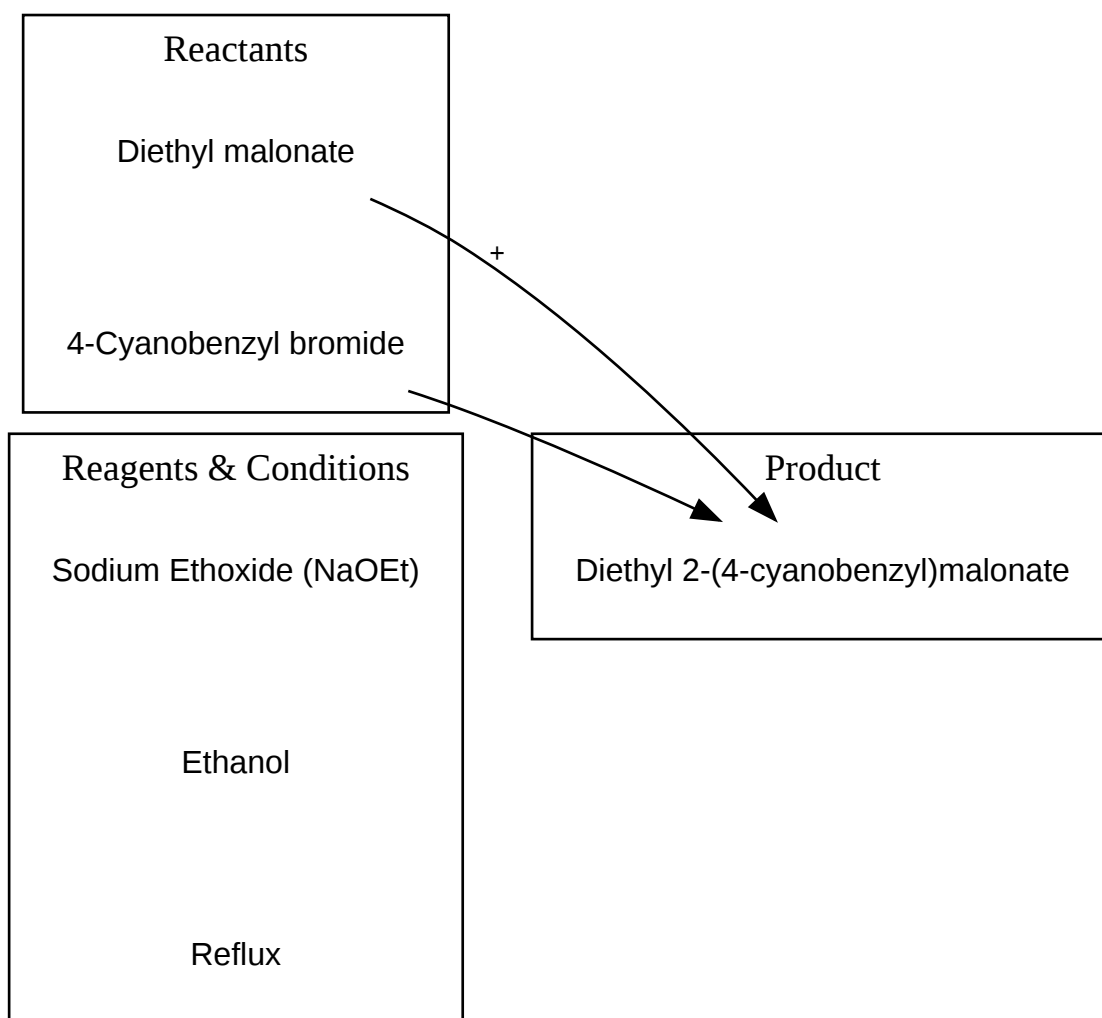 Reactants
Diethyl malonate
+
4-Cyanobenzyl bromide
Reagents & Conditions
Sodium Ethoxide (NaOEt)
Ethanol
Reflux
Product
Diethyl 2-(4-cyanobenzyl)malonate